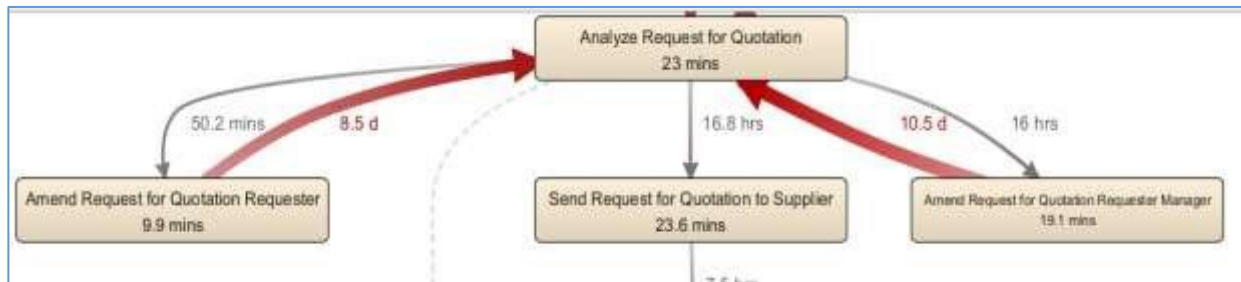 Analyze Request for Quotation
23 mins
50.2 mins
8.5 d
16.8 hrs
10.5 d
16 hrs
Amend Request for Quotation Requester
9.9 mins
Send Request for Quotation to Supplier
23.6 mins
Amend Request for Quotation Requester Manager
19.1 mins